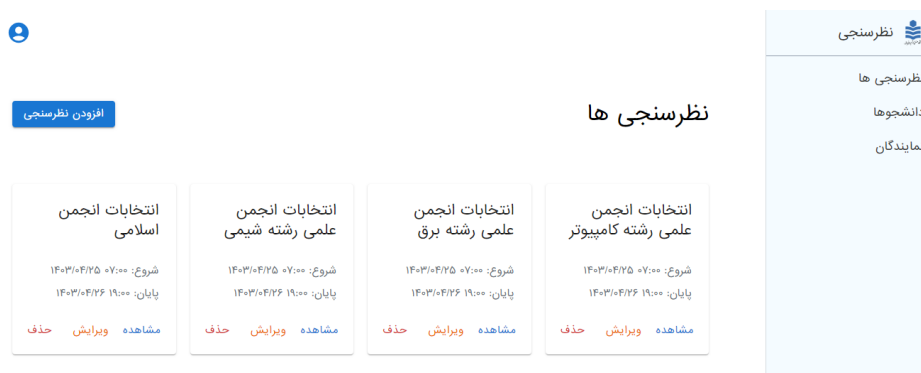 نظرسنجی
نظرسنجی ها
دانشجوها
نمایندگان
نظرسنجی ها
افزودن نظرسنجی
انتخابات انجمن
علمی رشته کامپیوتر
شروع: ۰۷:۰۰ ۱۴۰۳/۰۴/۲۵
پایان: ۱۹:۰۰ ۱۴۰۳/۰۴/۲۶
مشاهده ویرایش حذف
انتخابات انجمن
علمی رشته برق
شروع: ۰۷:۰۰ ۱۴۰۳/۰۴/۲۵
پایان: ۱۹:۰۰ ۱۴۰۳/۰۴/۲۶
مشاهده ویرایش حذف
انتخابات انجمن
علمی رشته شیمی
شروع: ۰۷:۰۰ ۱۴۰۳/۰۴/۲۵
پایان: ۱۹:۰۰ ۱۴۰۳/۰۴/۲۶
مشاهده ویرایش حذف
انتخابات انجمن
اسلامی
شروع: ۰۷:۰۰ ۱۴۰۳/۰۴/۲۵
پایان: ۱۹:۰۰ ۱۴۰۳/۰۴/۲۶
مشاهده ویرایش حذف